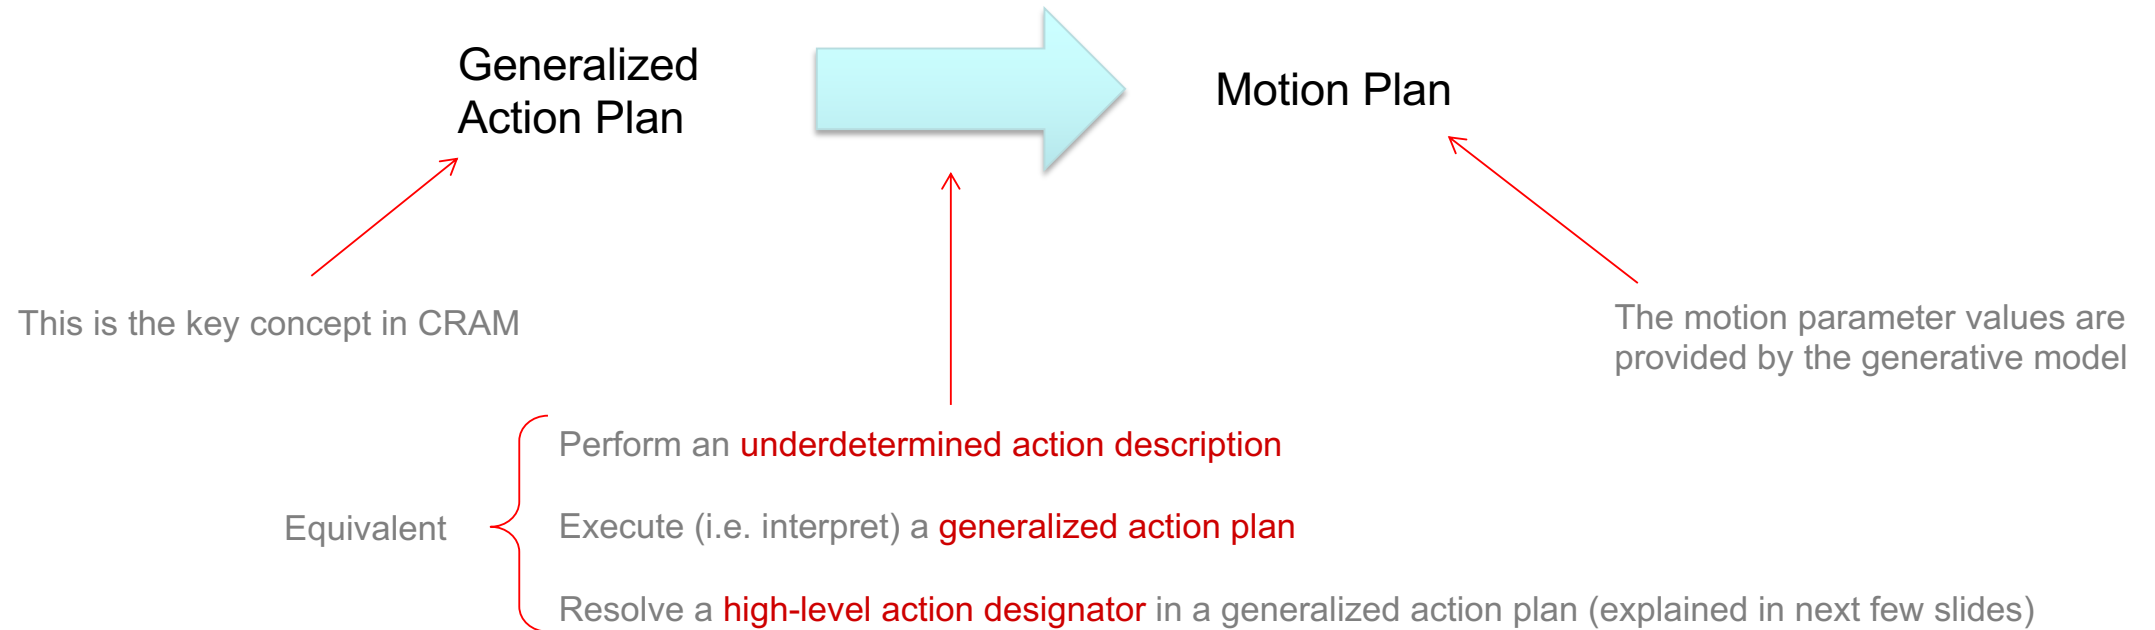 Generalized
Action Plan
Motion Plan
This is the key concept in CRAM
The motion parameter values are
provided by the generative model
Perform an underdetermined action description
Equivalent
Execute (i.e. interpret) a generalized action plan
Resolve a high-level action designator in a generalized action plan (explained in next few slides)